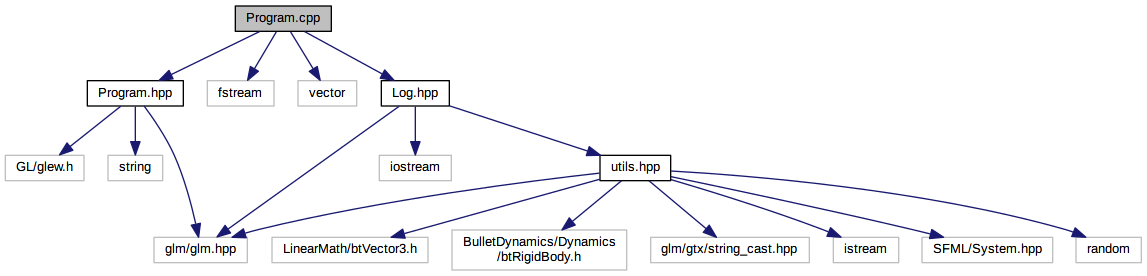 Program.cpp
Program.hpp
fstream
vector
Log.hpp
GL/glew.h
string
iostream
utils.hpp
glm/glm.hpp
LinearMath/btVector3.h
BulletDynamics/Dynamics
/btRigidBody.h
glm/gtx/string_cast.hpp
istream
SFML/System.hpp
random